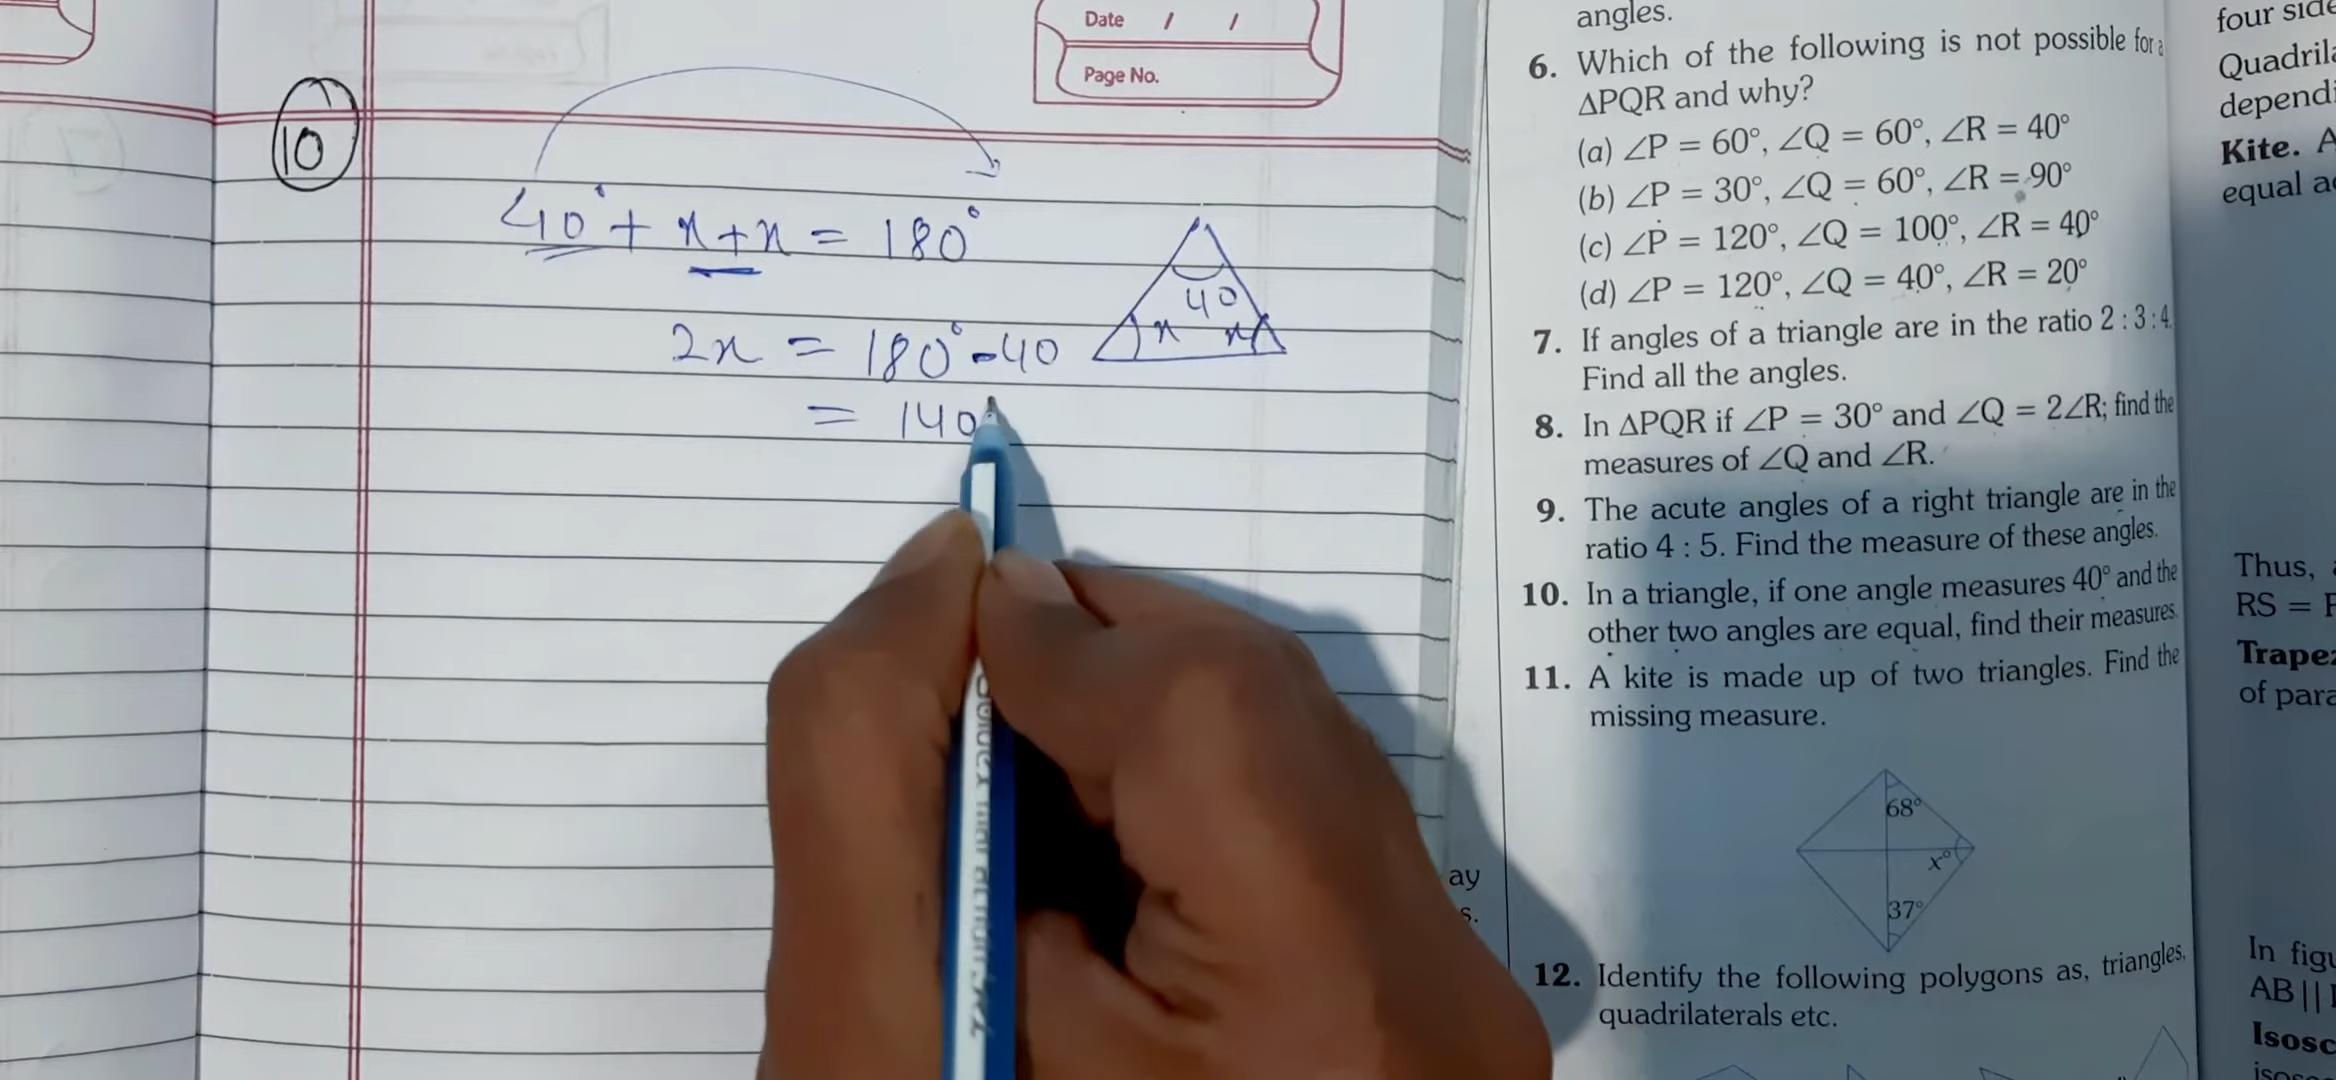 Date / /
Page No.
10
40° + x + x = 180°
2x = 180° - 40
= 140
40
x x
angles.
6. Which of the following is not possible for a
ΔPQR and why?
(a) ∠P = 60°, ∠Q = 60°, ∠R = 40°
(b) ∠P = 30°, ∠Q = 60°, ∠R = 90°
(c) ∠P = 120°, ∠Q = 100°, ∠R = 40°
(d) ∠P = 120°, ∠Q = 40°, ∠R = 20°
7. If angles of a triangle are in the ratio 2 : 3 : 4.
Find all the angles.
8. In ΔPQR if ∠P = 30° and ∠Q = 2∠R; find the
measures of ∠Q and ∠R.
9. The acute angles of a right triangle are in the
ratio 4 : 5. Find the measure of these angles.
10. In a triangle, if one angle measures 40° and the
other two angles are equal, find their measures.
11. A kite is made up of two triangles. Find the
missing measure.
68°
x°
37°
12. Identify the following polygons as, triangles,
quadrilaterals etc.
ay
s.
four side
Quadrila
dependi
Kite. A
equal a
Thus,
RS =
Trape
of para
In figu
AB ||
Isosc